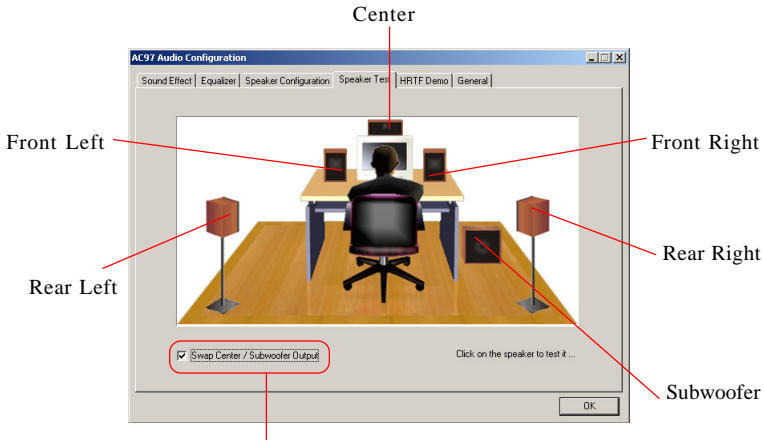 Center
AC97 Audio Configuration
Sound Effect Equalizer Speaker Configuration Speaker Test HRTF Demo General
Front Left
Front Right
Rear Left
Rear Right
Swap Center / Subwoofer Output
Click on the speaker to test it ...
Subwoofer
OK